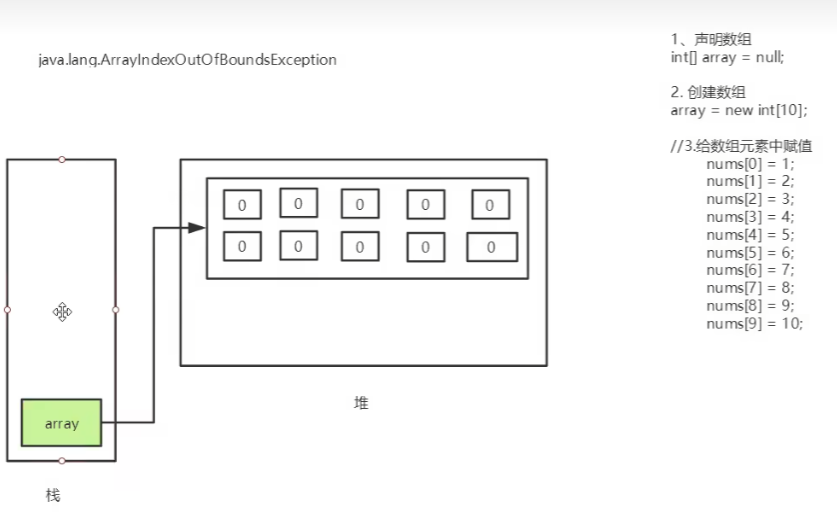 java.lang.ArrayIndexOutOfBoundsException
1、声明数组
int[] array = null;
2. 创建数组
array = new int[10];
//3.给数组元素中赋值
nums[0] = 1;
nums[1] = 2;
nums[2] = 3;
nums[3] = 4;
nums[4] = 5;
nums[5] = 6;
nums[6] = 7;
nums[7] = 8;
nums[8] = 9;
nums[9] = 10;
0 0 0 0 0
0 0 0 0 0
堆
array
栈